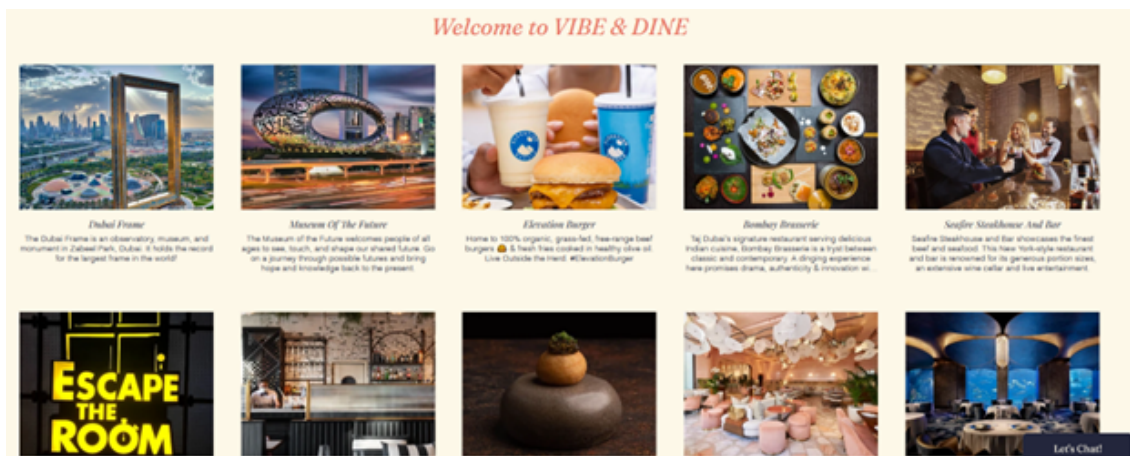 Welcome to VIBE & DINE
Dubai Frame
The Dubai Frame is an observatory, museum, and
monument in Zabeel Park, Dubai. It holds the record
for the largest frame in the world!
Museum Of The Future
The Museum of the Future welcomes people of all
ages to see, touch, and shape our shared future. Go
on a journey through possible futures and bring
hope and knowledge back to the present.
Elevation Burger
Home to 100% organic, grass-fed, free-range beef
burgers 🍔 & fresh fries cooked in healthy olive oil.
Live Outside the Herd. #ElevationBurger
Bombay Brasserie
Taj Dubai's signature restaurant serving delicious
Indian cuisine, Bombay Brasserie is a tryst between
classic and contemporary. A dinging experience
here promises drama, authenticity & innovation wi...
Seafire Steakhouse And Bar
Seafire Steakhouse and Bar showcases the finest
beef and seafood. This New York-style restaurant
and bar is renowned for its generous portion sizes,
an extensive wine cellar and live entertainment.
ESCAPE
THE
ROOM
Let's Chat!